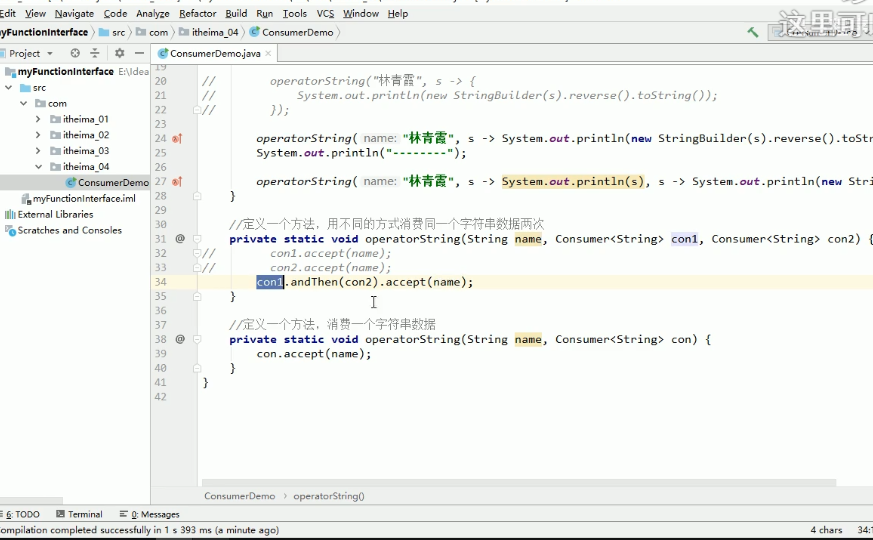 Edit View Navigate Code Analyze Refactor Build Run Tools VCS Window Help
这里可
myFunctionInterface src com itheima_04 ConsumerDemo
Project ConsumerDemo.java
myFunctionInterface E:\Idea
src
com
itheima_01
itheima_02
itheima_03
itheima_04
ConsumerDemo
myFunctionInterface.iml
External Libraries
Scratches and Consoles
19
20 // operatorString("林青霞", s -> {
21 // System.out.println(new StringBuilder(s).reverse().toString());
22 // });
23
24 operatorString( name: "林青霞", s -> System.out.println(new StringBuilder(s).reverse().toStr
25 System.out.println("--------");
26
27 operatorString( name: "林青霞", s -> System.out.println(s), s -> System.out.println(new Stri
28 }
29
30 //定义一个方法，用不同的方式消费同一个字符串数据两次
31 @ private static void operatorString(String name, Consumer<String> con1, Consumer<String> con2) {
32 // con1.accept(name);
33 // con2.accept(name);
34 con1.andThen(con2).accept(name);
35 }
36
37 //定义一个方法，消费一个字符串数据
38 @ private static void operatorString(String name, Consumer<String> con) {
39 con.accept(name);
40 }
41 }
42
ConsumerDemo operatorString()
6: TODO Terminal 0: Messages
ompilation completed successfully in 1 s 393 ms (a minute ago) 4 chars 34: